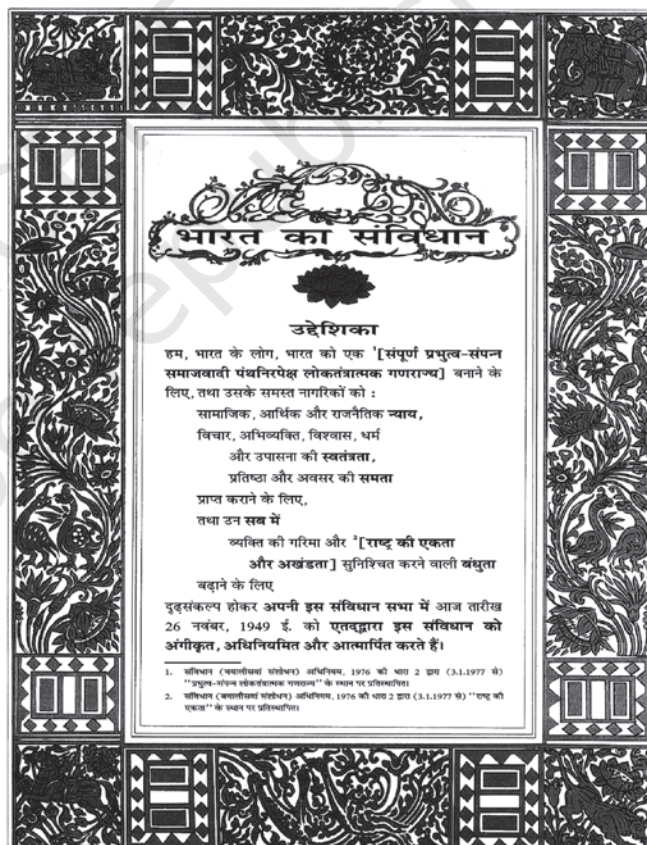 भारत का संविधान
उद्देशिका
हम, भारत के लोग, भारत को एक ¹[संपूर्ण प्रभुत्व-संपन्न
समाजवादी पंथनिरपेक्ष लोकतंत्रात्मक गणराज्य] बनाने के
लिए, तथा उसके समस्त नागरिकों को :
सामाजिक, आर्थिक और राजनैतिक न्याय,
विचार, अभिव्यक्ति, विश्वास, धर्म
और उपासना की स्वतंत्रता,
प्रतिष्ठा और अवसर की समता
प्राप्त कराने के लिए,
तथा उन सब में
व्यक्ति की गरिमा और ²[राष्ट्र की एकता
और अखंडता] सुनिश्चित करने वाली बंधुता
बढ़ाने के लिए
दृढ़संकल्प होकर अपनी इस संविधान सभा में आज तारीख
26 नवंबर, 1949 ई. को एतद्द्वारा इस संविधान को
अंगीकृत, अधिनियमित और आत्मार्पित करते हैं।
1. संविधान (बयालीसवां संशोधन) अधिनियम, 1976 की धारा 2 द्वारा (3.1.1977 से)
"प्रभुत्व-संपन्न लोकतंत्रात्मक गणराज्य" के स्थान पर प्रतिस्थापित।
2. संविधान (बयालीसवां संशोधन) अधिनियम, 1976 की धारा 2 द्वारा (3.1.1977 से) "राष्ट्र की
एकता" के स्थान पर प्रतिस्थापित।